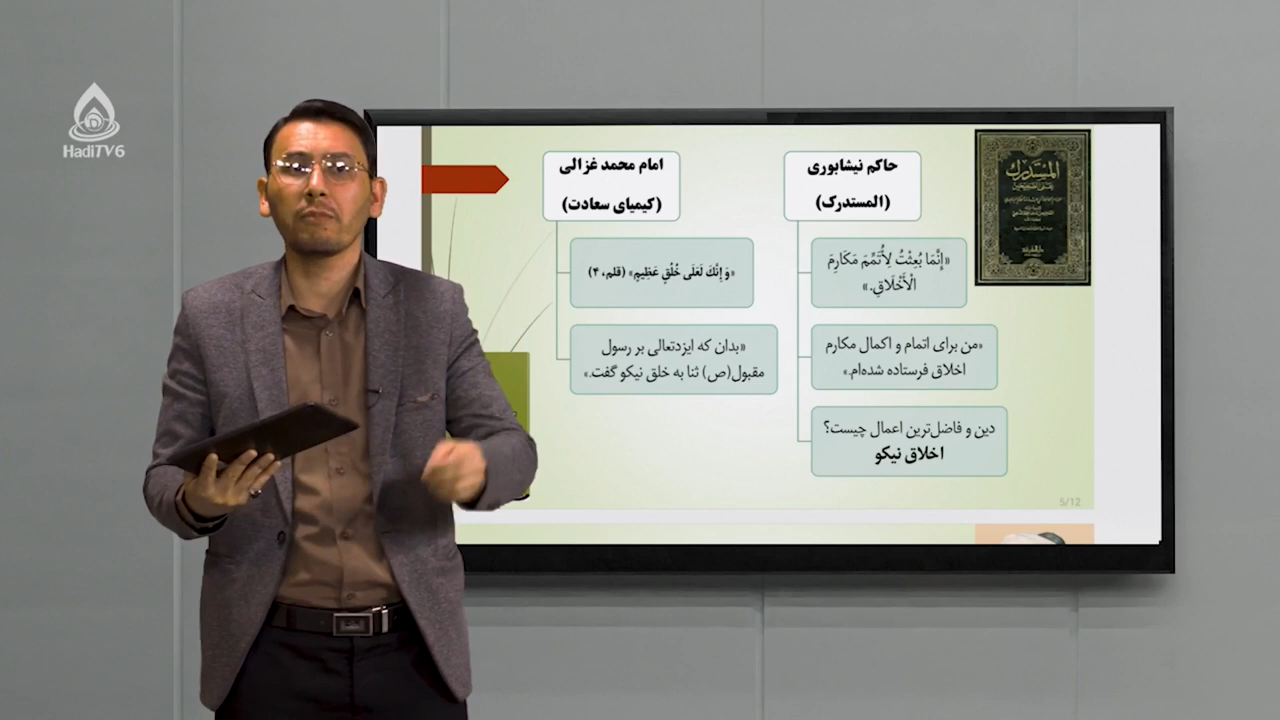 HadiTV6
حاکم نیشابوری
(المستدرک)
«إِنَّمَا بُعِثْتُ لِأُتَمِّمَ مَکَارِمَ
الْأَخْلَاقِ.»
«من برای اتمام و اکمال مکارم
اخلاق فرستاده شده‌ام.»
دین و فاضل‌ترین اعمال چیست؟
اخلاق نیکو
امام محمد غزالی
(کیمیای سعادت)
«وَ إِنَّکَ لَعَلَی خُلُقٍ عَظِیمٍ» (قلم، ۴)
«بدان که ایزدتعالی بر رسول
مقبول(ص) ثنا به خلق نیکو گفت.»
المستدرك
5/12